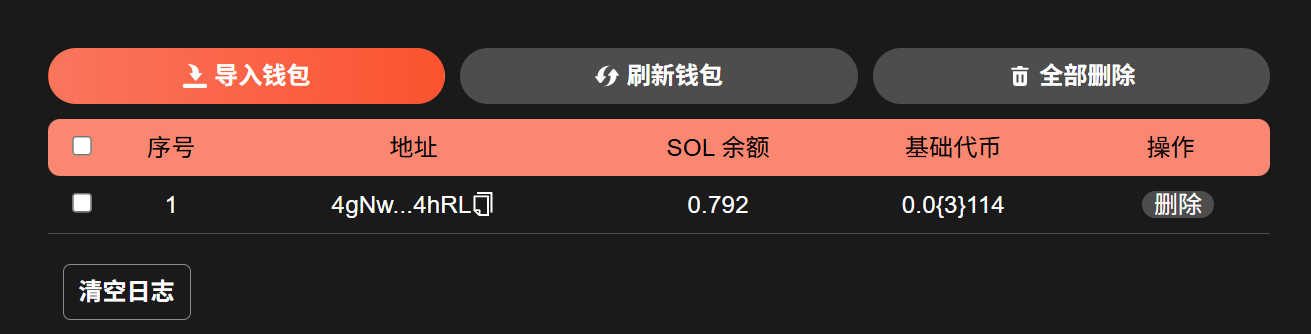 导入钱包 刷新钱包 全部删除
序号 地址 SOL 余额 基础代币 操作
1 4gNw...4hRL 0.792 0.0{3}114 删除
清空日志